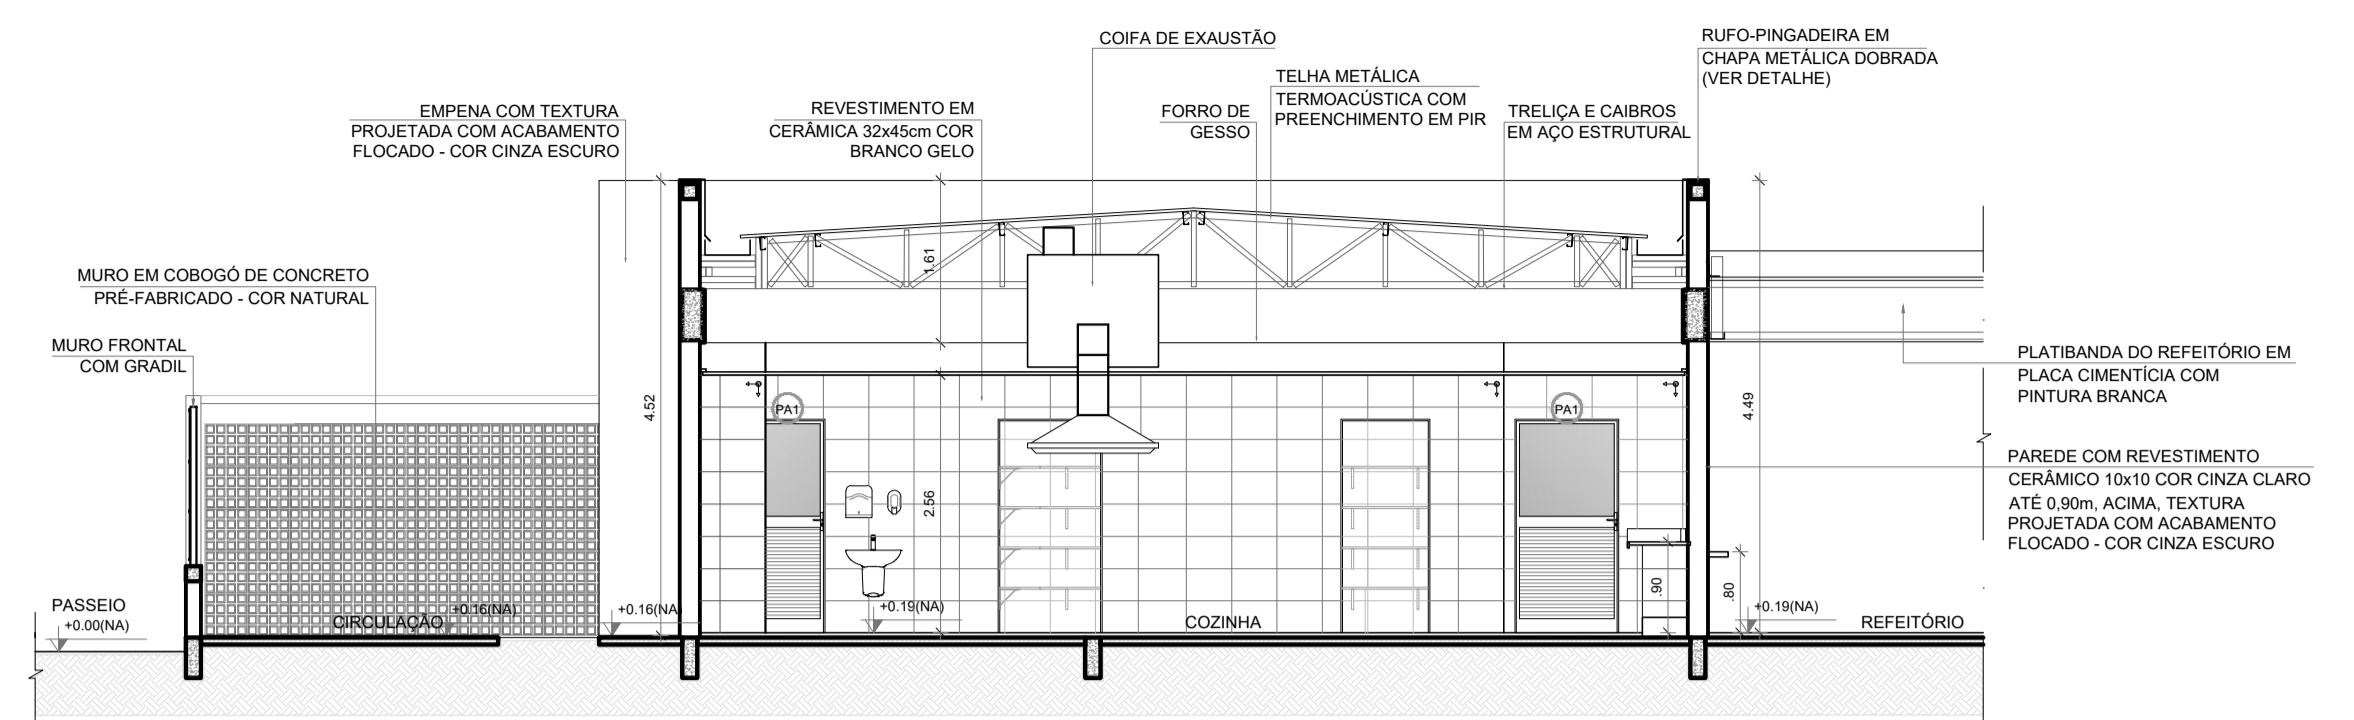 COIFA DE EXAUSTÃO
RUFO-PINGADEIRA EM
CHAPA METÁLICA DOBRADA
(VER DETALHE)
TELHA METÁLICA
TERMOACÚSTICA COM
PREENCHIMENTO EM PIR
EMPENA COM TEXTURA
PROJETADA COM ACABAMENTO
FLOCADO - COR CINZA ESCURO
REVESTIMENTO EM
CERÂMICA 32x45cm COR
BRANCO GELO
FORRO DE
GESSO
TRELIÇA E CAIBROS
EM AÇO ESTRUTURAL
MURO EM COBOGÓ DE CONCRETO
PRÉ-FABRICADO - COR NATURAL
MURO FRONTAL
COM GRADIL
1.61
PLATIBANDA DO REFEITÓRIO EM
PLACA CIMENTÍCIA COM
PINTURA BRANCA
4.52
PA1
PA1
4.49
PAREDE COM REVESTIMENTO
CERÂMICO 10x10 COR CINZA CLARO
ATÉ 0,90m, ACIMA, TEXTURA
PROJETADA COM ACABAMENTO
FLOCADO - COR CINZA ESCURO
2.56
.90
.80
PASSEIO
+0.00(NA)
CIRCULAÇÃO
+0.16(NA)
+0.16(NA)
+0.19(NA)
COZINHA
+0.19(NA)
REFEITÓRIO